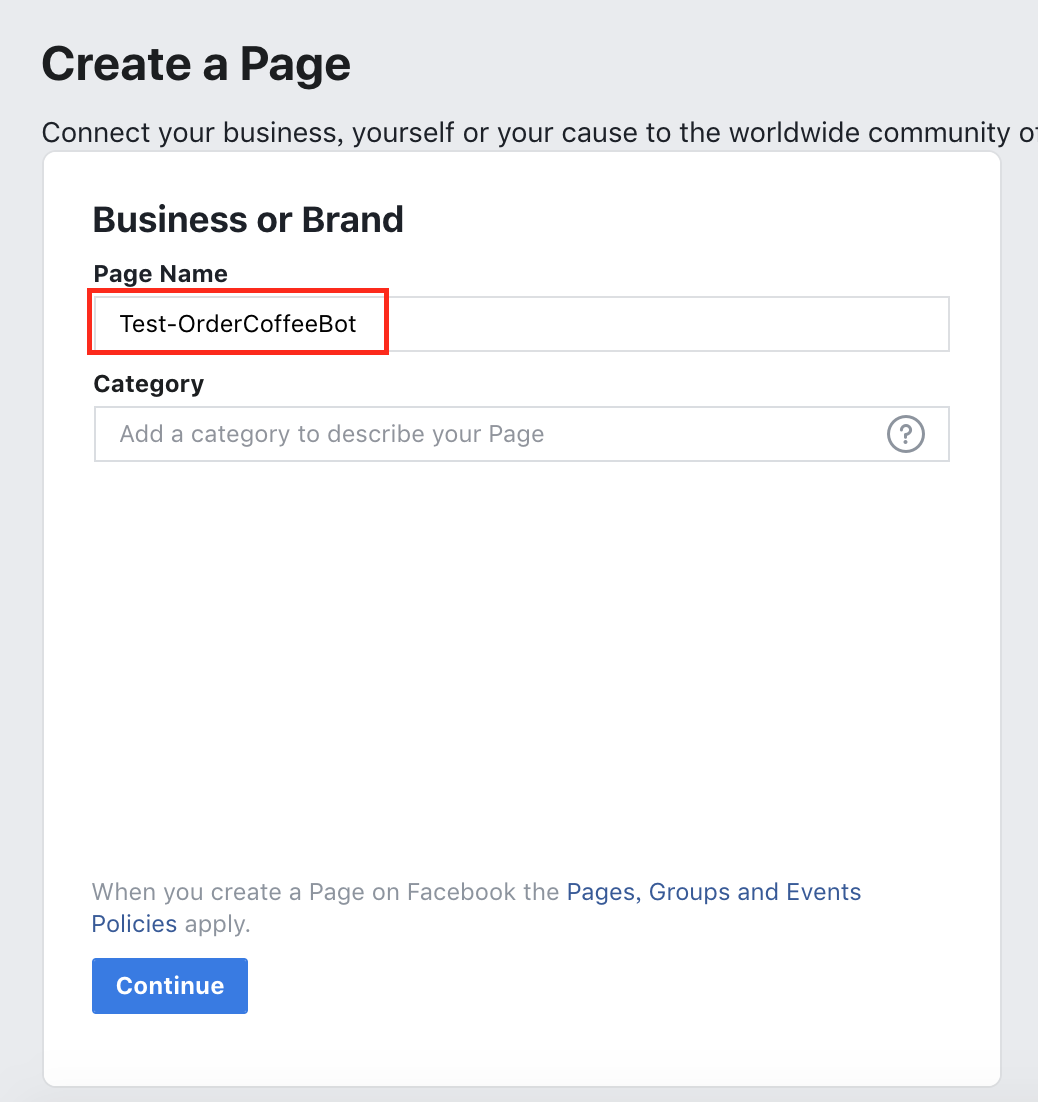 Create a Page
Connect your business, yourself or your cause to the worldwide community
Business or Brand
Page Name
Test-OrderCoffeeBot
Category
Add a category to describe your Page
?
When you create a Page on Facebook the Pages, Groups and Events
Policies apply.
Continue